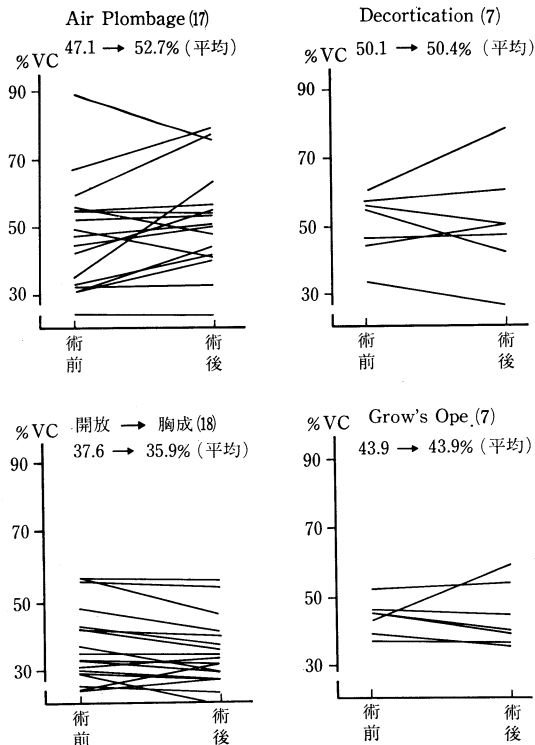 Air Plombage (17)
47.1 → 52.7% (平均)
% VC
90
70
50
30
術前
術後
Decortication (7)
50.1 → 50.4% (平均)
% VC
90
70
50
30
術前
術後
開放 → 胸成 (18)
37.6 → 35.9% (平均)
% VC
90
70
50
30
術前
術後
Grow's Ope. (7)
43.9 → 43.9% (平均)
% VC
90
70
50
30
術前
術後